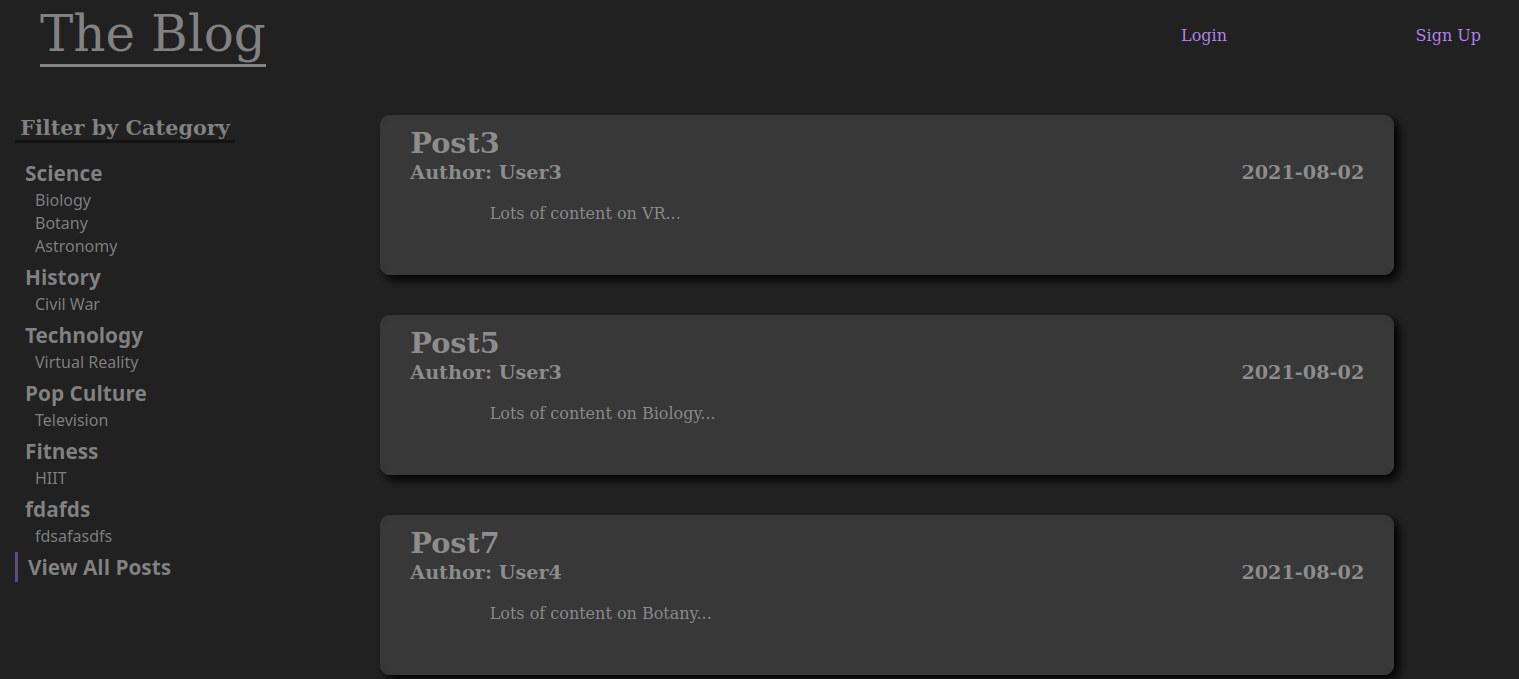 The Blog
Login
Sign Up
Filter by Category
Science
Biology
Botany
Astronomy
History
Civil War
Technology
Virtual Reality
Pop Culture
Television
Fitness
HIIT
fdafds
fdsafasdfs
View All Posts
Post3
Author: User3
2021-08-02
Lots of content on VR...
Post5
Author: User3
2021-08-02
Lots of content on Biology...
Post7
Author: User4
2021-08-02
Lots of content on Botany...